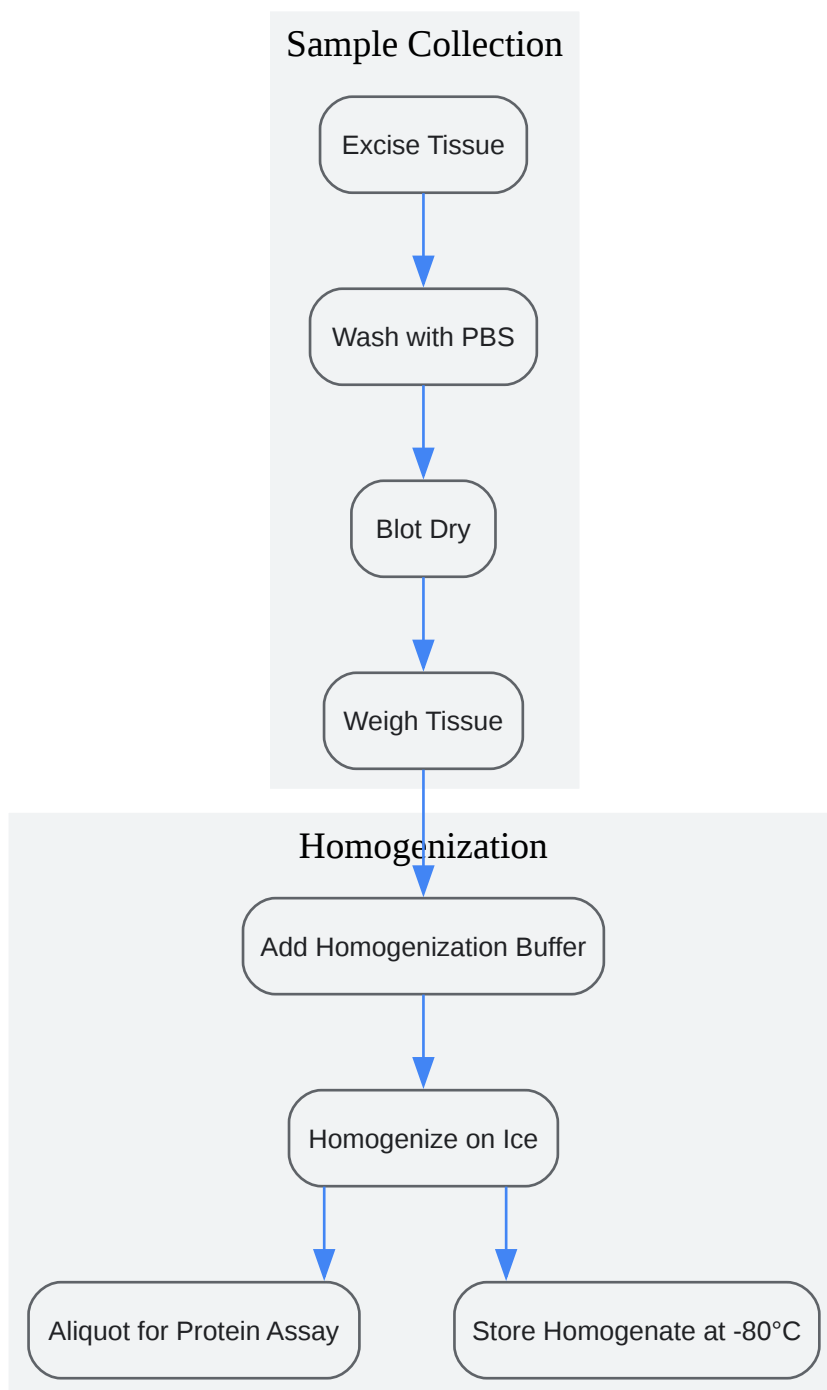 Sample Collection
Excise Tissue
Wash with PBS
Blot Dry
Weigh Tissue
Homogenization
Add Homogenization Buffer
Homogenize on Ice
Aliquot for Protein Assay
Store Homogenate at -80°C